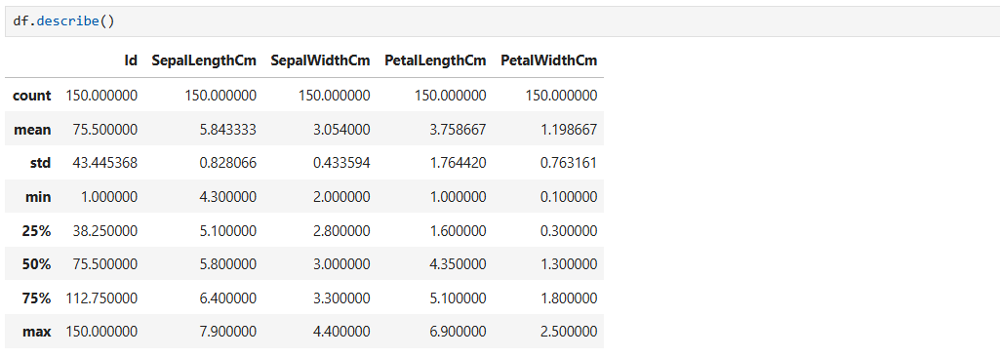 df.describe()
Id SepalLengthCm SepalWidthCm PetalLengthCm PetalWidthCm
count 150.000000 150.000000 150.000000 150.000000 150.000000
mean 75.500000 5.843333 3.054000 3.758667 1.198667
std 43.445368 0.828066 0.433594 1.764420 0.763161
min 1.000000 4.300000 2.000000 1.000000 0.100000
25% 38.250000 5.100000 2.800000 1.600000 0.300000
50% 75.500000 5.800000 3.000000 4.350000 1.300000
75% 112.750000 6.400000 3.300000 5.100000 1.800000
max 150.000000 7.900000 4.400000 6.900000 2.500000